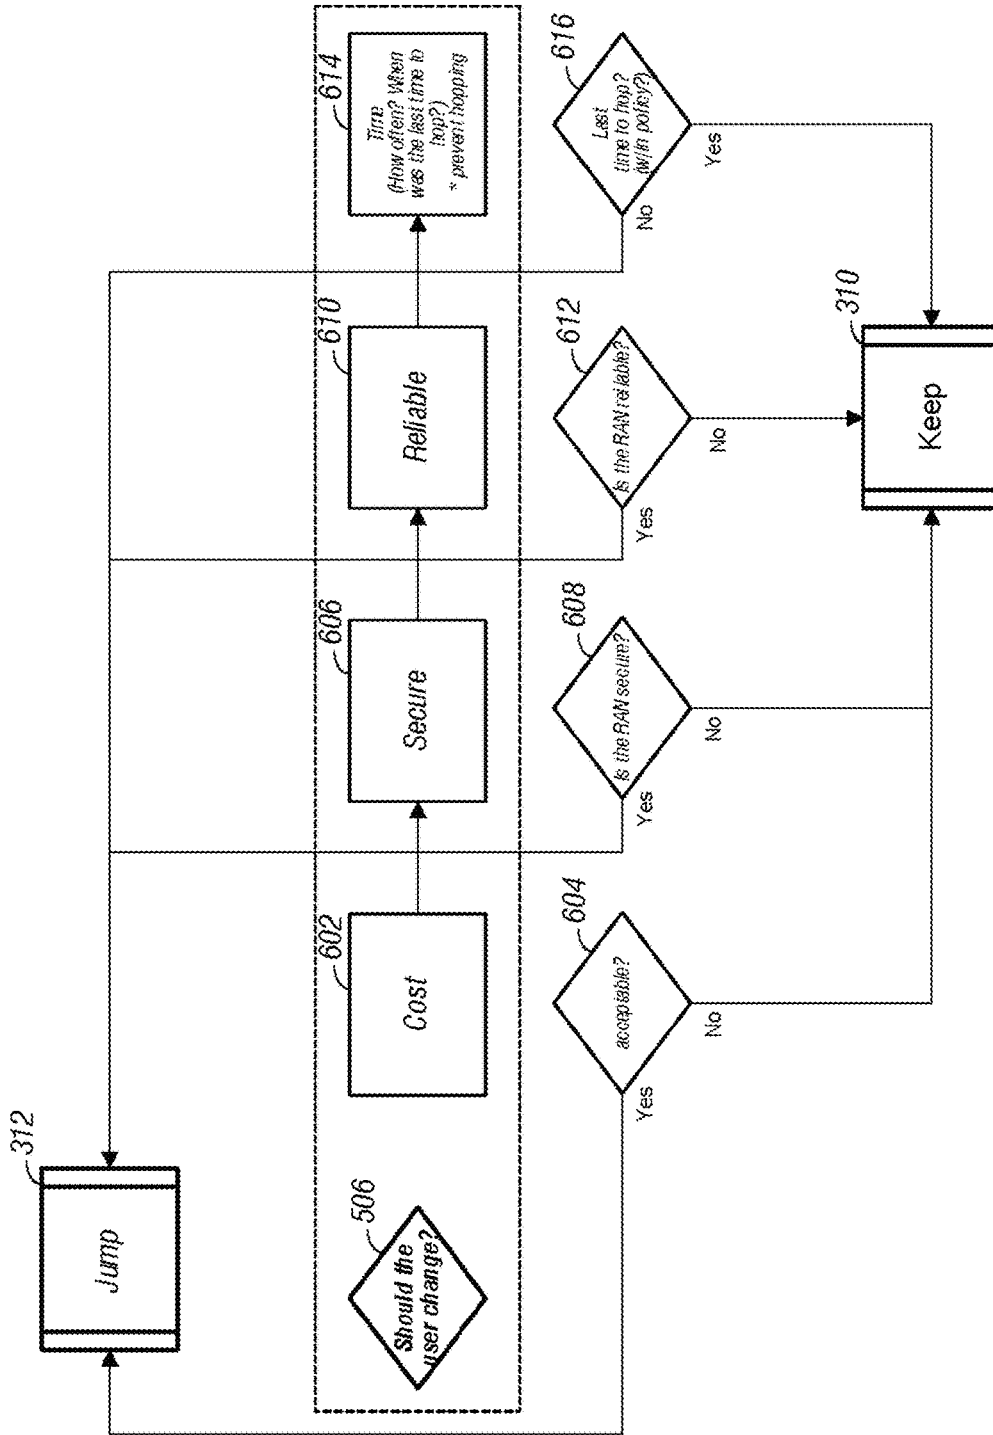 312
Jump
506
Should the
user change?
602
Cost
606
Secure
610
Reliable
614
Time
(How often? When
was the last time to
hop?)
* prevent hopping
604
acceptable?
Yes
No
608
Is the RAN secure?
Yes
No
612
Is the RAN reliable?
Yes
No
616
Last
time to hop?
(w/in policy?)
No
Yes
310
Keep